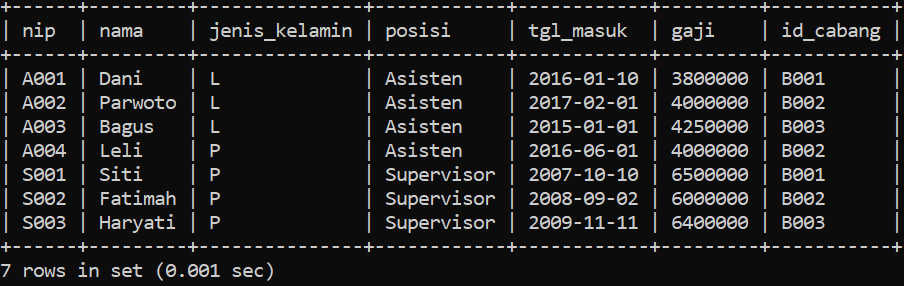 +------+---------+---------------+------------+------------+---------+-----------+
| nip  | nama    | jenis_kelamin | posisi     | tgl_masuk  | gaji    | id_cabang |
+------+---------+---------------+------------+------------+---------+-----------+
| A001 | Dani    | L             | Asisten    | 2016-01-10 | 3800000 | B001      |
| A002 | Parwoto | L             | Asisten    | 2017-02-01 | 4000000 | B002      |
| A003 | Bagus   | L             | Asisten    | 2015-01-01 | 4250000 | B003      |
| A004 | Leli    | P             | Asisten    | 2016-06-01 | 4000000 | B002      |
| S001 | Siti    | P             | Supervisor | 2007-10-10 | 6500000 | B001      |
| S002 | Fatimah | P             | Supervisor | 2008-09-02 | 6000000 | B002      |
| S003 | Haryati | P             | Supervisor | 2009-11-11 | 6400000 | B003      |
+------+---------+---------------+------------+------------+---------+-----------+
7 rows in set (0.001 sec)